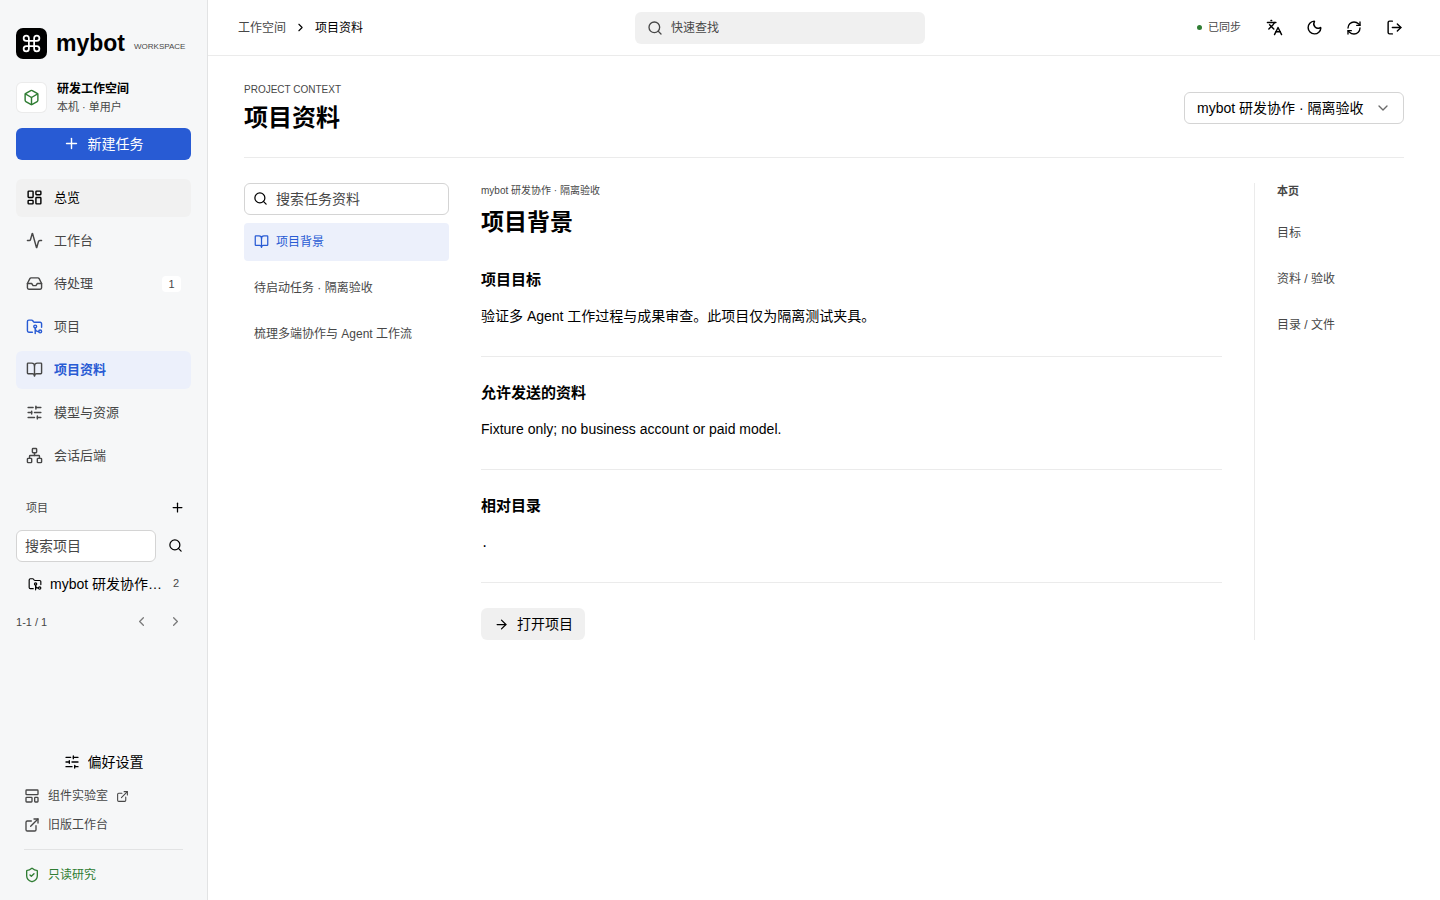 mybot WORKSPACE
研发工作空间
本机 · 单用户
新建任务
总览
工作台
待处理 1
项目
项目资料
模型与资源
会话后端
项目
搜索项目
mybot 研发协作… 2
1-1 / 1
偏好设置
组件实验室
旧版工作台
只读研究
工作空间 > 项目资料
快速查找
已同步
PROJECT CONTEXT
项目资料
mybot 研发协作 · 隔离验收
搜索任务资料
项目背景
待启动任务 · 隔离验收
梳理多端协作与 Agent 工作流
mybot 研发协作 · 隔离验收
项目背景
项目目标
验证多 Agent 工作过程与成果审查。此项目仅为隔离测试夹具。
允许发送的资料
Fixture only; no business account or paid model.
相对目录
.
打开项目
本页
目标
资料 / 验收
目录 / 文件